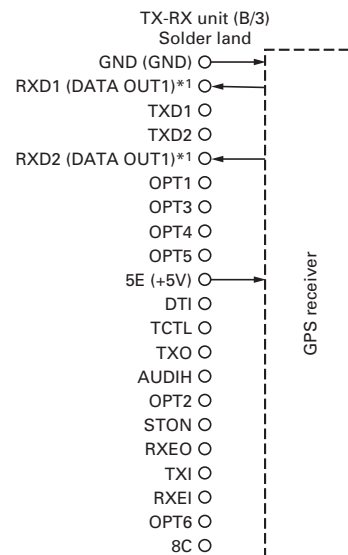 TX-RX unit (B/3)
Solder land
GND (GND)
RXD1 (DATA OUT1)*1
TXD1
TXD2
RXD2 (DATA OUT1)*1
OPT1
OPT3
OPT4
OPT5
5E (+5V)
DTI
TCTL
TXO
AUDIH
OPT2
STON
RXEO
TXI
RXEI
OPT6
8C
GPS receiver